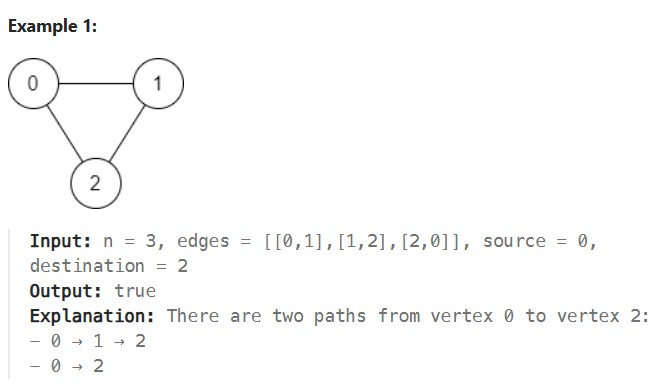 Example 1:
0
1
2
Input: n = 3, edges = [[0,1],[1,2],[2,0]], source = 0,
destination = 2
Output: true
Explanation: There are two paths from vertex 0 to vertex 2:
– 0 → 1 → 2
– 0 → 2